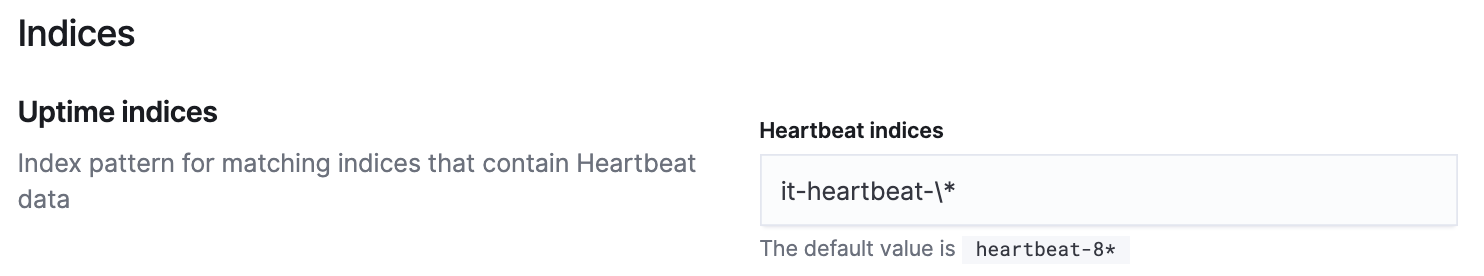 Indices
Uptime indices
Index pattern for matching indices that contain Heartbeat
data
Heartbeat indices
it-heartbeat-\*
The default value is heartbeat-8*